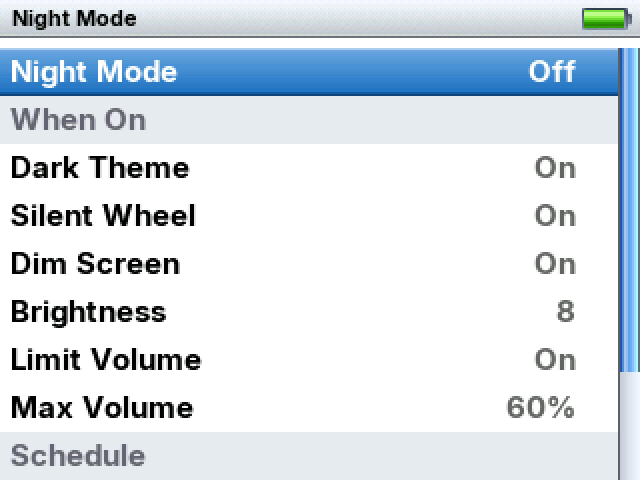 Night Mode
Night Mode Off
When On
Dark Theme On
Silent Wheel On
Dim Screen On
Brightness 8
Limit Volume On
Max Volume 60%
Schedule